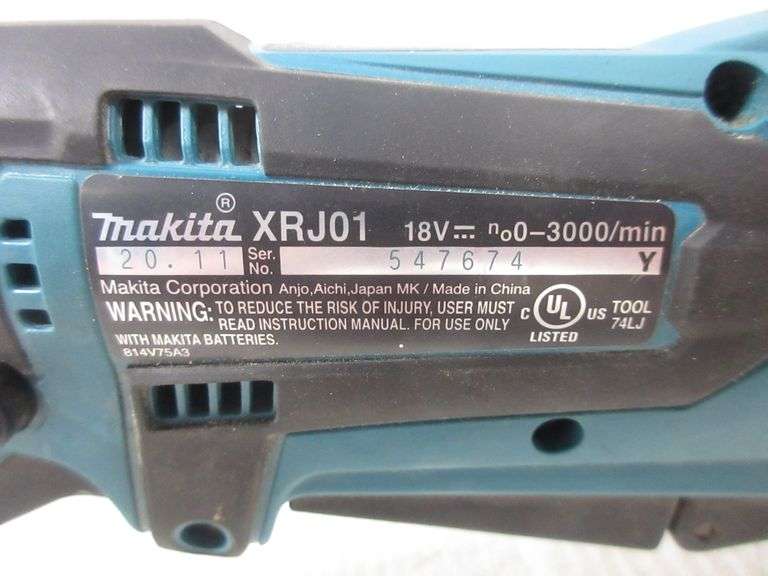 makita® XRJ01 18V⎓ n₀0–3000/min
20.11 Ser. No. 547674 Y
Makita Corporation Anjo,Aichi,Japan MK / Made in China
WARNING: TO REDUCE THE RISK OF INJURY, USER MUST
READ INSTRUCTION MANUAL. FOR USE ONLY
WITH MAKITA BATTERIES.
814V75A3
C UL US TOOL
74LJ
LISTED